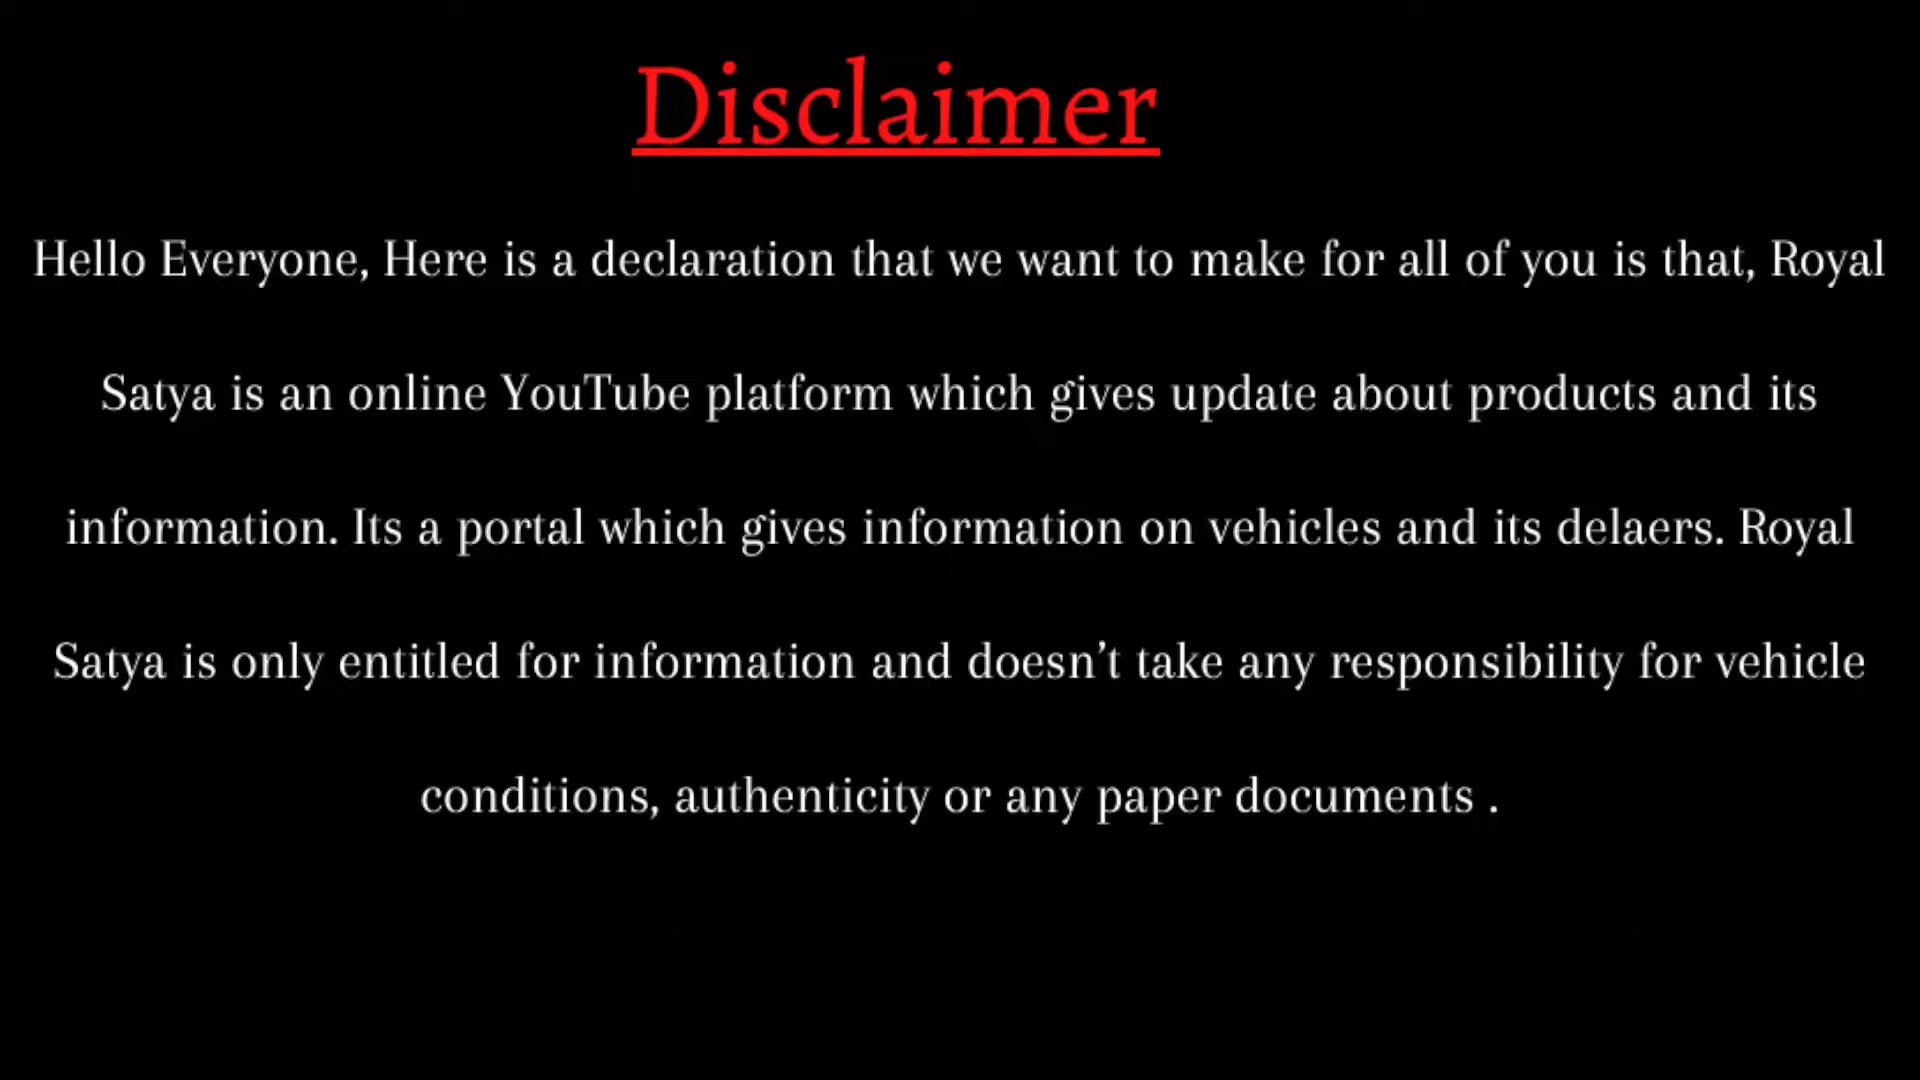 Disclaimer
Hello Everyone, Here is a declaration that we want to make for all of you is that, Royal
Satya is an online YouTube platform which gives update about products and its
information. Its a portal which gives information on vehicles and its delaers. Royal
Satya is only entitled for information and doesn’t take any responsibility for vehicle
conditions, authenticity or any paper documents .